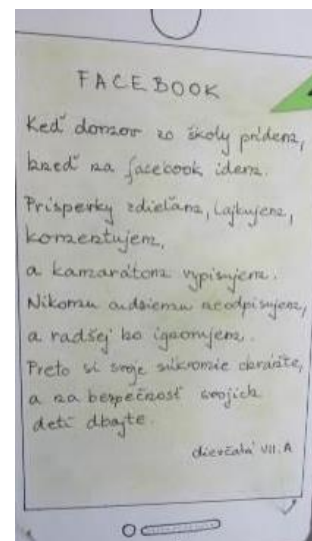 FACEBOOK
Keď domov zo školy prídem,
hneď na facebook idem.
Príspevky zdieľam, lajkujem,
komentujem,
a kamarátom vypisujem.
Nikomu cudziemu neodpisujem,
a radšej ho ignorujem.
Preto si svoje súkromie chráňte,
a na bezpečnosť svojich
detí dbajte.
dievčatá VII. A